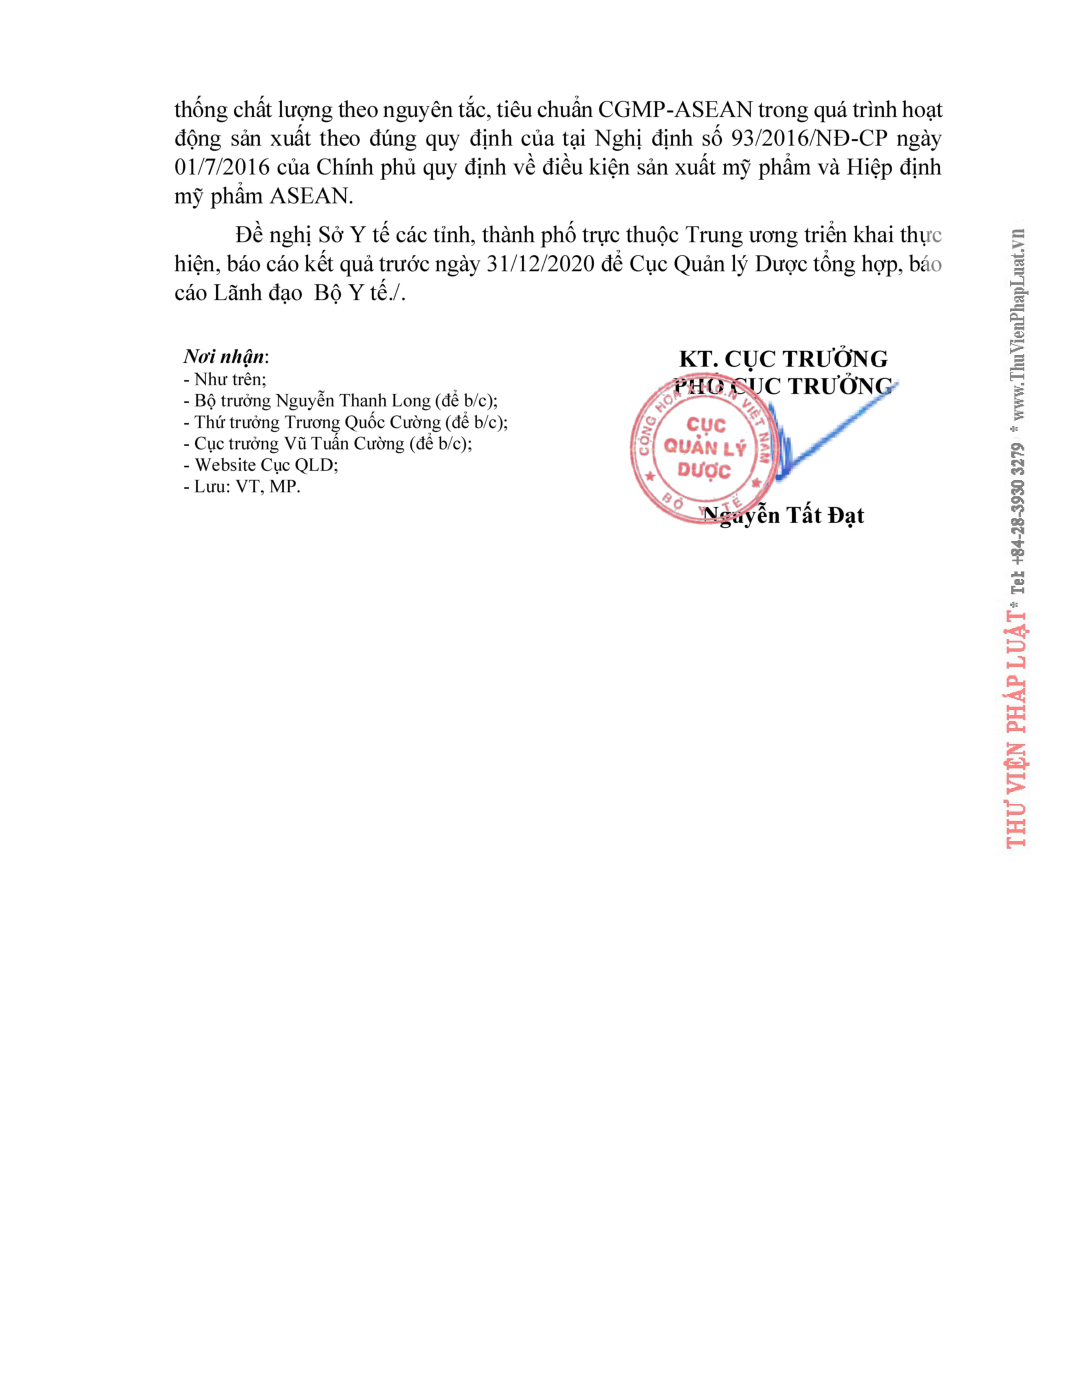 thống chất lượng theo nguyên tắc, tiêu chuẩn CGMP-ASEAN trong quá trình hoạt
động sản xuất theo đúng quy định của tại Nghị định số 93/2016/NĐ-CP ngày
01/7/2016 của Chính phủ quy định về điều kiện sản xuất mỹ phẩm và Hiệp định
mỹ phẩm ASEAN.
Đề nghị Sở Y tế các tỉnh, thành phố trực thuộc Trung ương triển khai thực
hiện, báo cáo kết quả trước ngày 31/12/2020 để Cục Quản lý Dược tổng hợp, báo
cáo Lãnh đạo Bộ Y tế./.
Nơi nhận:
- Như trên;
- Bộ trưởng Nguyễn Thanh Long (để b/c);
- Thứ trưởng Trương Quốc Cường (để b/c);
- Cục trưởng Vũ Tuấn Cường (để b/c);
- Website Cục QLD;
- Lưu: VT, MP.
KT. CỤC TRƯỞNG
PHÓ CỤC TRƯỞNG
CỘNG HÒA X.H.C.N VIỆT NAM
CỤC
QUẢN LÝ
DƯỢC
★ BỘ Y TẾ ★
Nguyễn Tất Đạt
THƯ VIỆN PHÁP LUẬT * Tel: +84-28-3930 3279 * www.ThuVienPhapLuat.vn